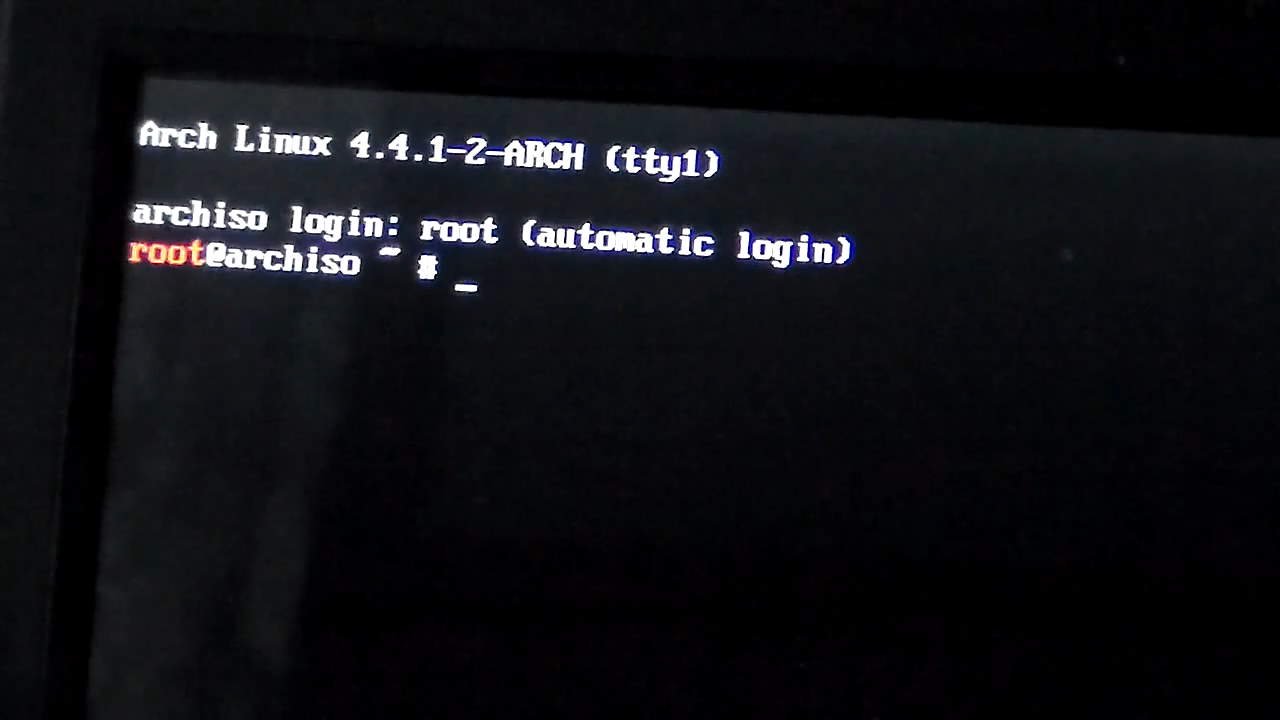 Arch Linux 4.4.1-2-ARCH (tty1)
archiso login: root (automatic login)
root@archiso ~ # _